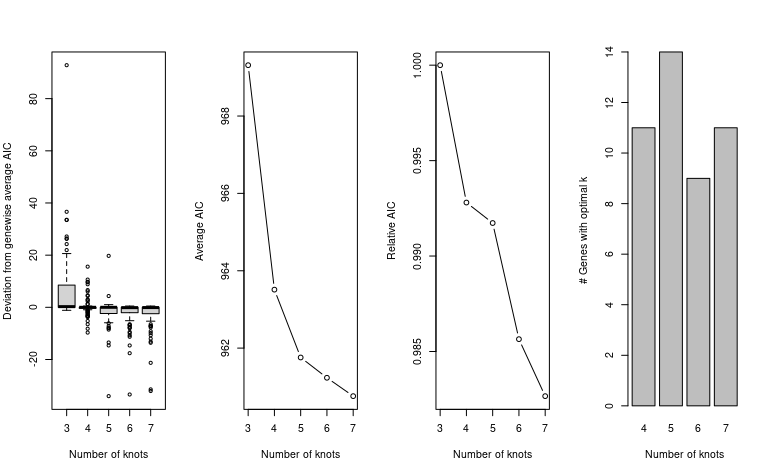 Deviation from genewise average AIC
80
60
40
20
0
-20
3 4 5 6 7
Number of knots
Average AIC
968
966
964
962
3 4 5 6 7
Number of knots
Relative AIC
1.000
0.995
0.990
0.985
3 4 5 6 7
Number of knots
# Genes with optimal k
14
12
10
8
6
4
2
0
4 5 6 7
Number of knots